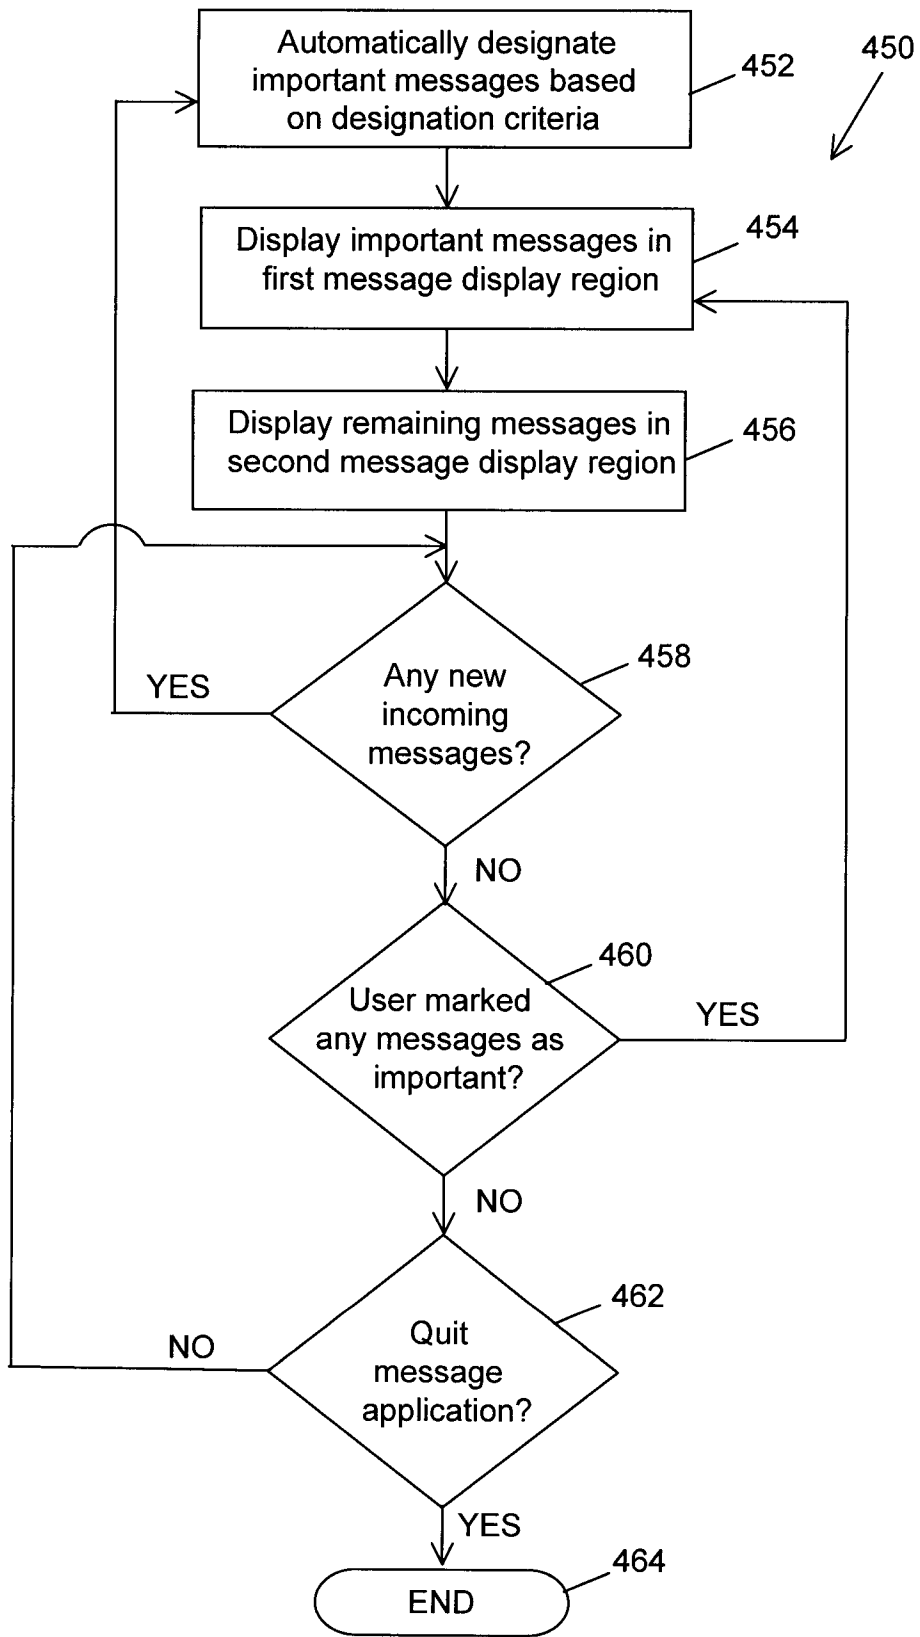 Automatically designate
important messages based
on designation criteria
452
450
Display important messages in
first message display region
454
Display remaining messages in
second message display region
456
Any new
incoming
messages?
458
YES
NO
User marked
any messages as
important?
460
YES
NO
Quit
message
application?
462
NO
YES
END
464